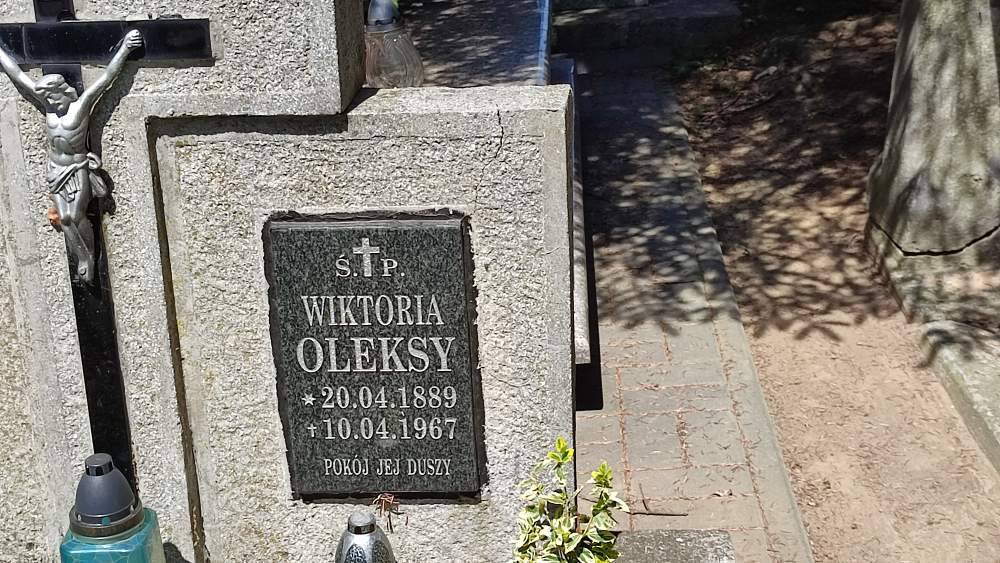 Ś. P.
WIKTORIA
OLEKSY
* 20.04.1889
† 10.04.1967
POKÓJ JEJ DUSZY